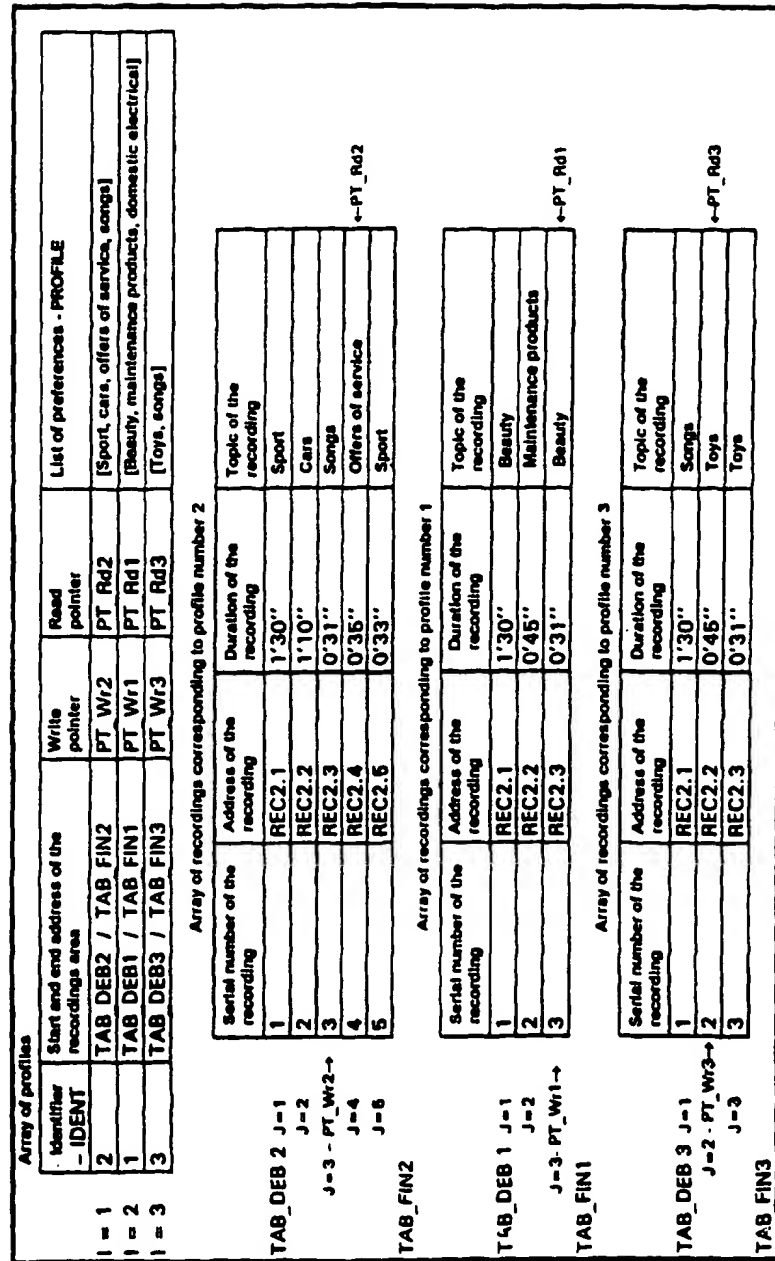 Array of profiles
Identifier _ IDENT | Start and end address of the recordings area | Write pointer | Read pointer | List of preferences - PROFILE
I = 1 | 2 | TAB DEB2 / TAB FIN2 | PT Wr2 | PT Rd2 | [Sport, cars, offers of service, songs]
I = 2 | 1 | TAB DEB1 / TAB FIN1 | PT Wr1 | PT Rd1 | [Beauty, maintenance products, domestic electrical]
I = 3 | 3 | TAB DEB3 / TAB FIN3 | PT Wr3 | PT Rd3 | [Toys, songs]
Array of recordings corresponding to profile number 2
Serial number of the recording | Address of the recording | Duration of the recording | Topic of the recording
TAB_DEB 2 J=1 | 1 | REC2.1 | 1'30'' | Sport
J=2 | 2 | REC2.2 | 1'10'' | Cars
J=3 - PT_Wr2→ | 3 | REC2.3 | 0'31'' | Songs
J=4 | 4 | REC2.4 | 0'35'' | Offers of service | ←PT_Rd2
J=5 | 5 | REC2.5 | 0'33'' | Sport
TAB_FIN2
Array of recordings corresponding to profile number 1
Serial number of the recording | Address of the recording | Duration of the recording | Topic of the recording
TAB_DEB 1 J=1 | 1 | REC2.1 | 1'30'' | Beauty
J=2 | 2 | REC2.2 | 0'45'' | Maintenance products
J=3- PT_Wr1→ | 3 | REC2.3 | 0'31'' | Beauty | ←PT_Rd1
TAB_FIN1
Array of recordings corresponding to profile number 3
Serial number of the recording | Address of the recording | Duration of the recording | Topic of the recording
TAB_DEB 3 J=1 | 1 | REC2.1 | 1'30'' | Songs
J=2 - PT_Wr3→ | 2 | REC2.2 | 0'45'' | Toys | ←PT_Rd3
J=3 | 3 | REC2.3 | 0'31'' | Toys
TAB_FIN3